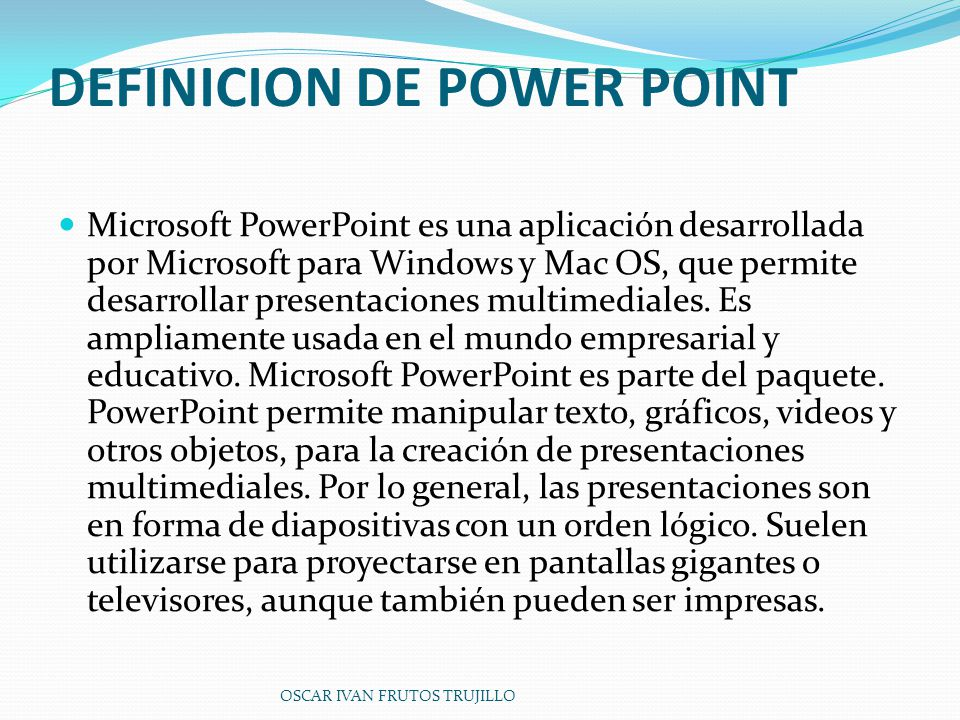 DEFINICION DE POWER POINT
Microsoft PowerPoint es una aplicación desarrollada
por Microsoft para Windows y Mac OS, que permite
desarrollar presentaciones multimediales. Es
ampliamente usada en el mundo empresarial y
educativo. Microsoft PowerPoint es parte del paquete.
PowerPoint permite manipular texto, gráficos, videos y
otros objetos, para la creación de presentaciones
multimediales. Por lo general, las presentaciones son
en forma de diapositivas con un orden lógico. Suelen
utilizarse para proyectarse en pantallas gigantes o
televisores, aunque también pueden ser impresas.
OSCAR IVAN FRUTOS TRUJILLO